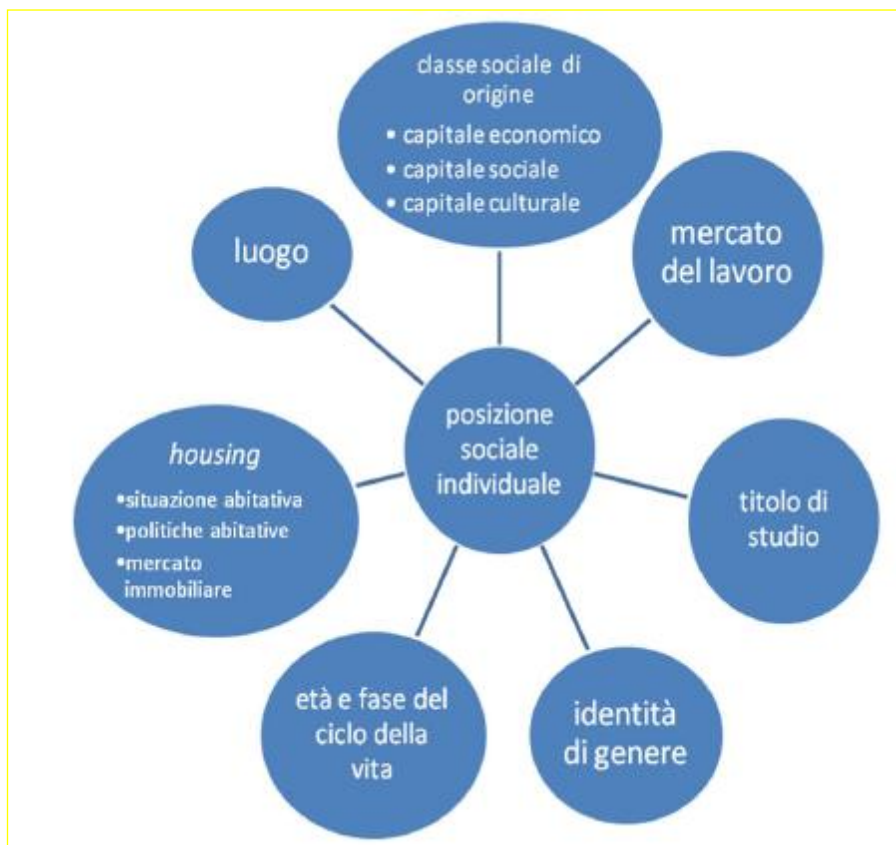 classe sociale di
origine
• capitale economico
• capitale sociale
• capitale culturale
mercato
del lavoro
titolo di
studio
identità
di genere
età e fase del
ciclo della
vita
housing
•situazione abitativa
•politiche abitative
•mercato
immobiliare
luogo
posizione
sociale
individuale